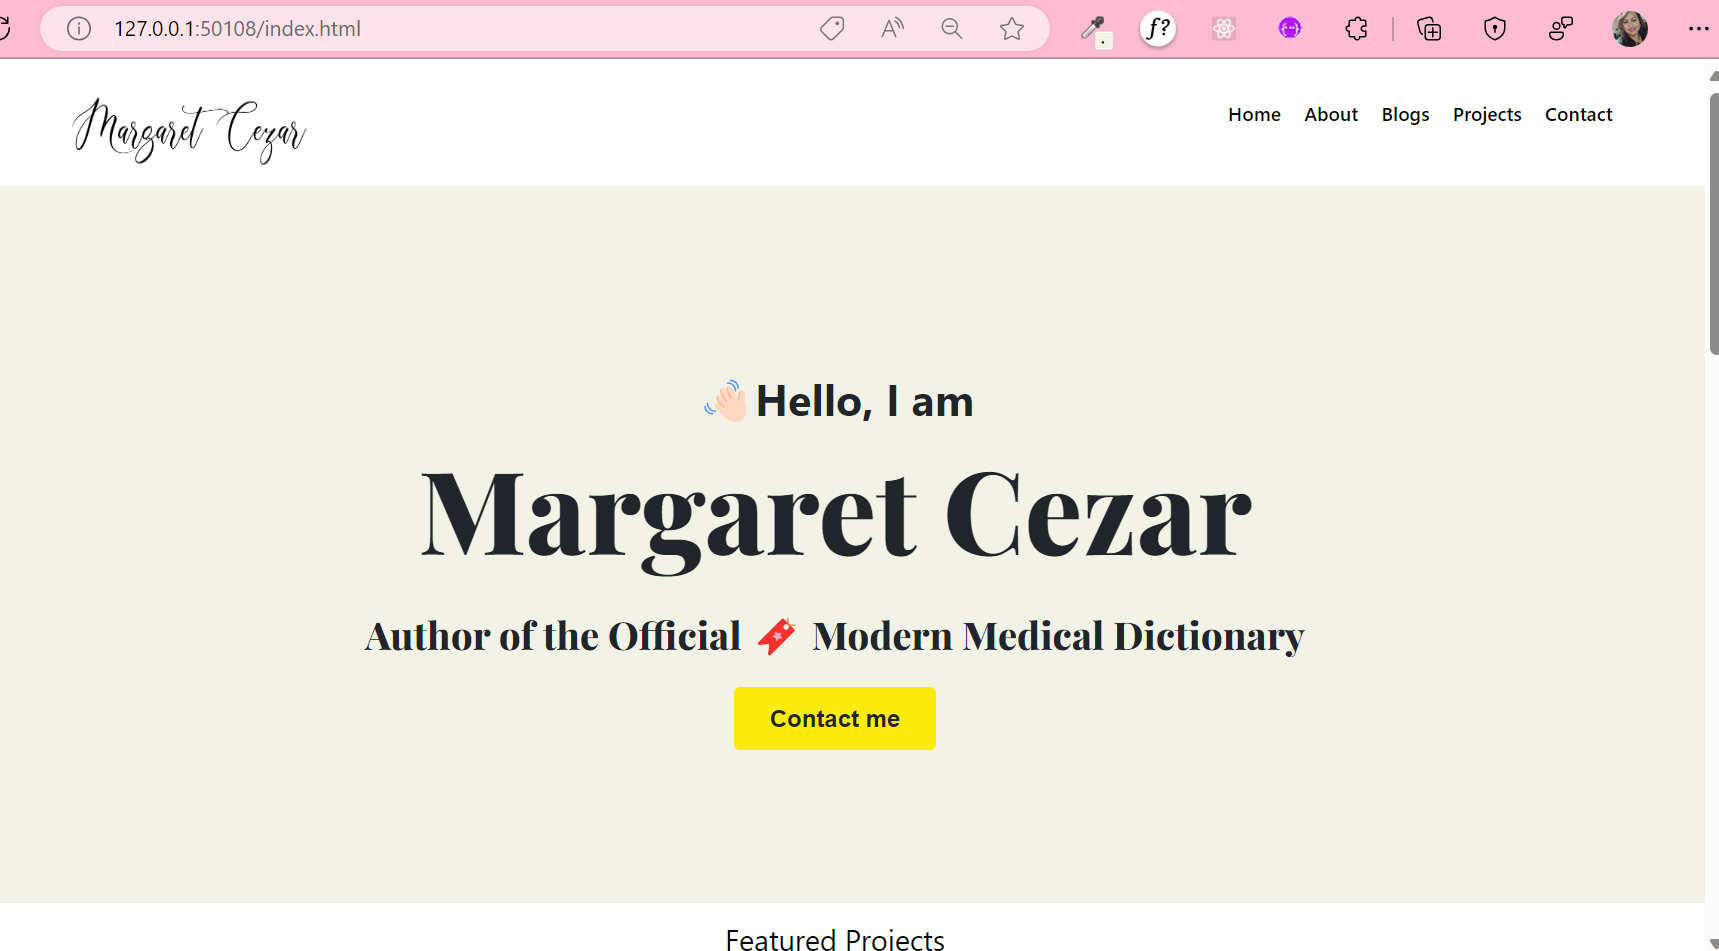 127.0.0.1:50108/index.html
A
f?
Margaret Cezar
Home About Blogs Projects Contact
👋🏻Hello, I am
Margaret Cezar
Author of the Official 🔖 Modern Medical Dictionary
Contact me
Featured Projects